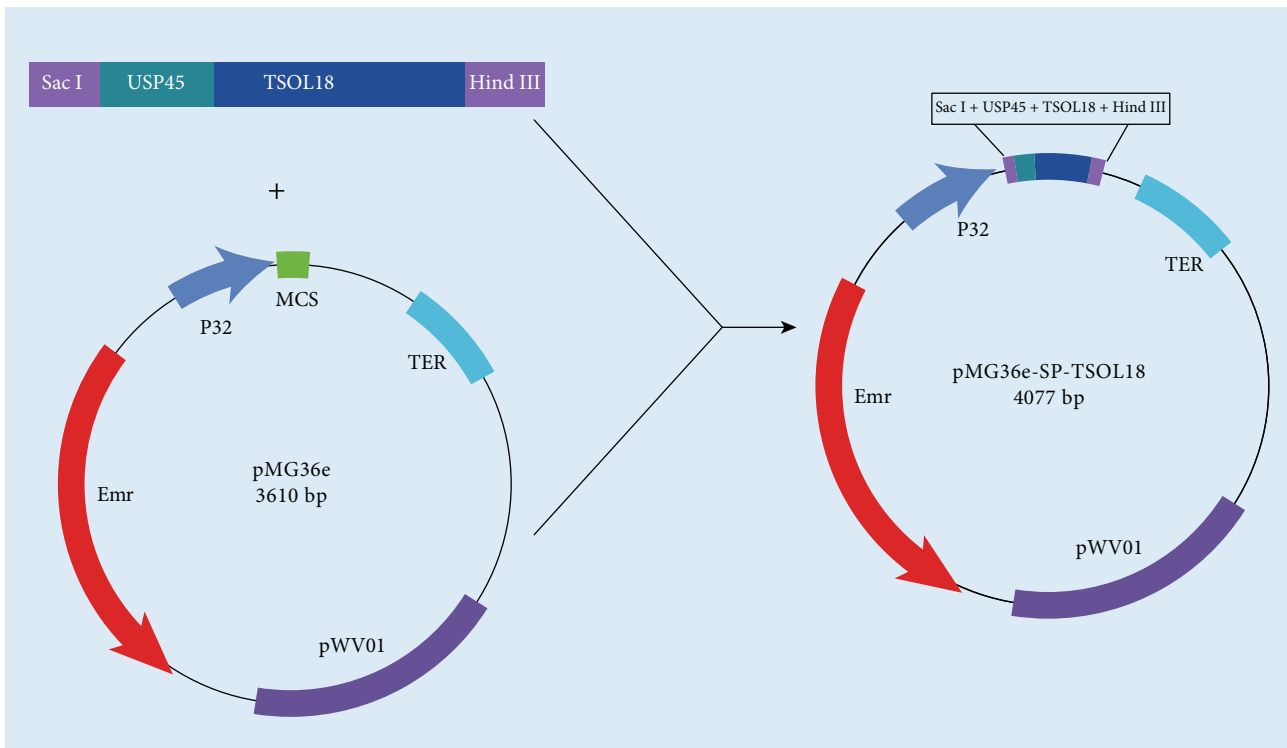 Sac I USP45 TSOL18 Hind III
+
P32
MCS
TER
Emr
pMG36e
3610 bp
pWV01
Sac I + USP45 + TSOL18 + Hind III
P32
TER
Emr
pMG36e-SP-TSOL18
4077 bp
pWV01